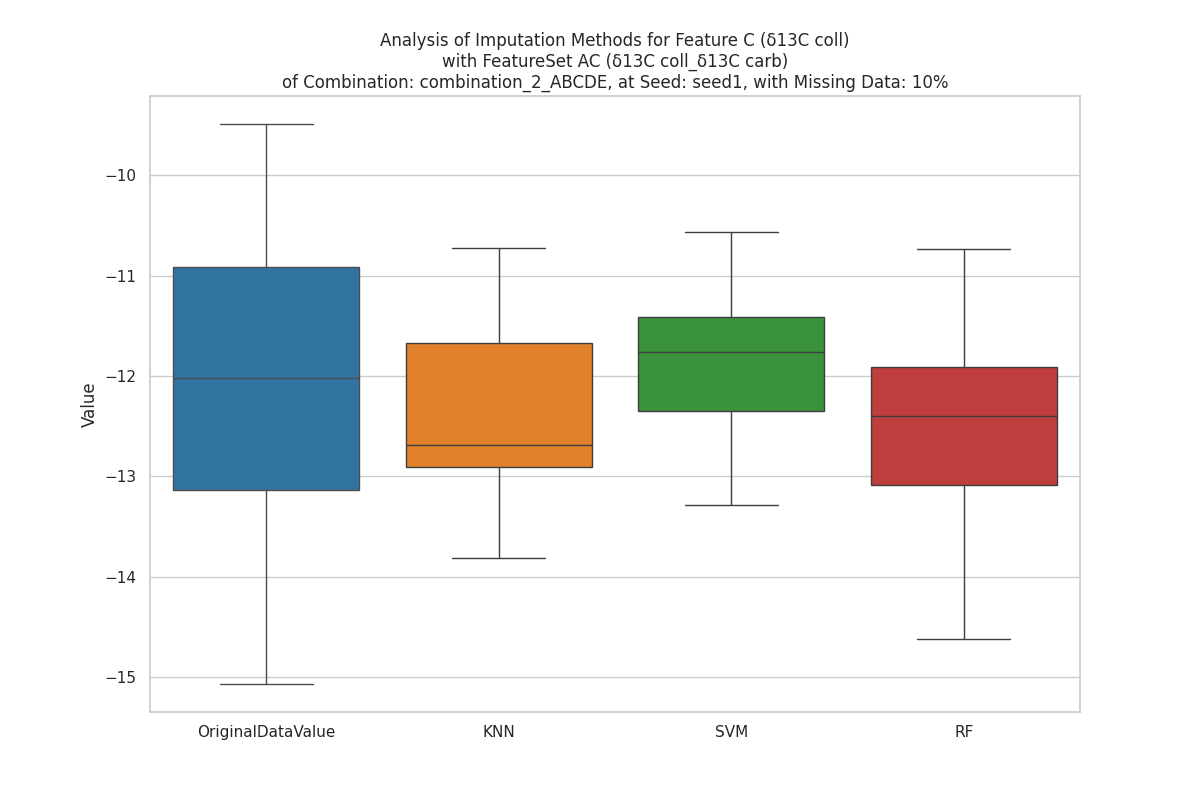 Analysis of Imputation Methods for Feature C (δ13C coll)
with FeatureSet AC (δ13C coll_δ13C carb)
of Combination: combination_2_ABCDE, at Seed: seed1, with Missing Data: 10%
Value
−10
−11
−12
−13
−14
−15
OriginalDataValue
KNN
SVM
RF